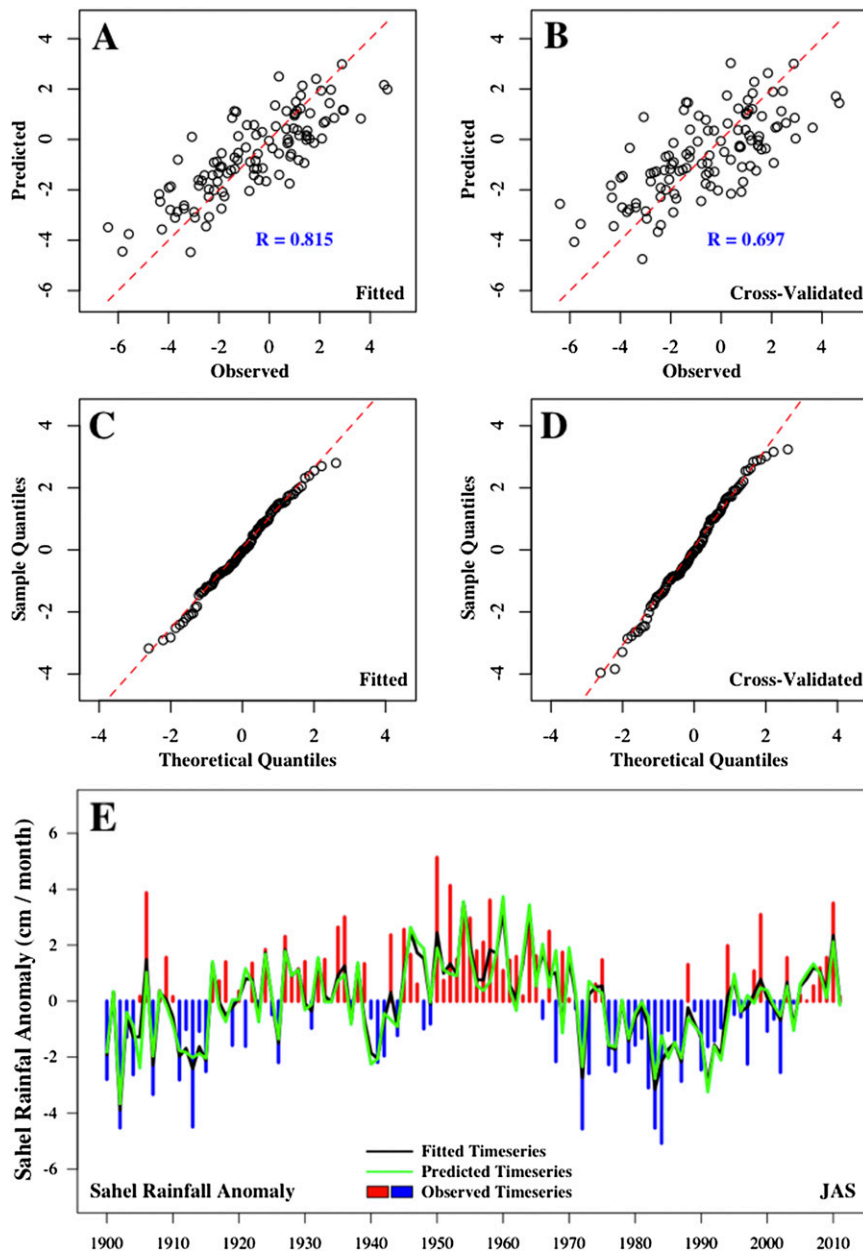 A
B
4
2
0
-2
-4
-6
Predicted
R = 0.815
Fitted
-6 -4 -2 0 2 4
Observed
4
2
0
-2
-4
-6
Predicted
R = 0.697
Cross-Validated
-6 -4 -2 0 2 4
Observed
C
D
4
2
0
-2
-4
Sample Quantiles
Fitted
-4 -2 0 2 4
Theoretical Quantiles
4
2
0
-2
-4
Sample Quantiles
Cross-Validated
-4 -2 0 2 4
Theoretical Quantiles
E
6
4
2
0
-2
-4
-6
Sahel Rainfal Anomaly (cm / month)
Fitted Timeseries
Predicted Timeseries
Observed Timeseries
Sahel Rainfall Anomaly
JAS
1900 1910 1920 1930 1940 1950 1960 1970 1980 1990 2000 2010